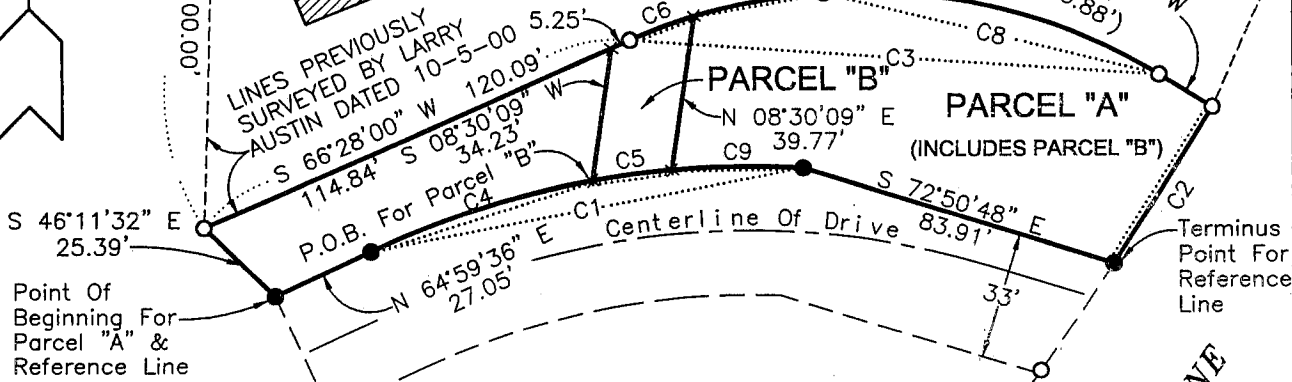 00.00'
LINES PREVIOUSLY
SURVEYED BY LARRY
AUSTIN DATED 10-5-00
5.25'
C6
C8
C3
.88')
W
S 66°28'00" W 120.09'
114.84'
S 08°30'09" W
34.23'
PARCEL "B"
N 08°30'09" E
39.77'
PARCEL "A"
(INCLUDES PARCEL "B")
C5
C9
P.O.B. For Parcel "B"
C4
C1
S 72°50'48" E
83.91'
C2
S 46°11'32" E
25.39'
Centerline Of Drive
N 64°59'36" E
27.05'
33'
Terminus
Point For
Reference
Line
Point Of
Beginning For
Parcel "A" &
Reference Line
NE